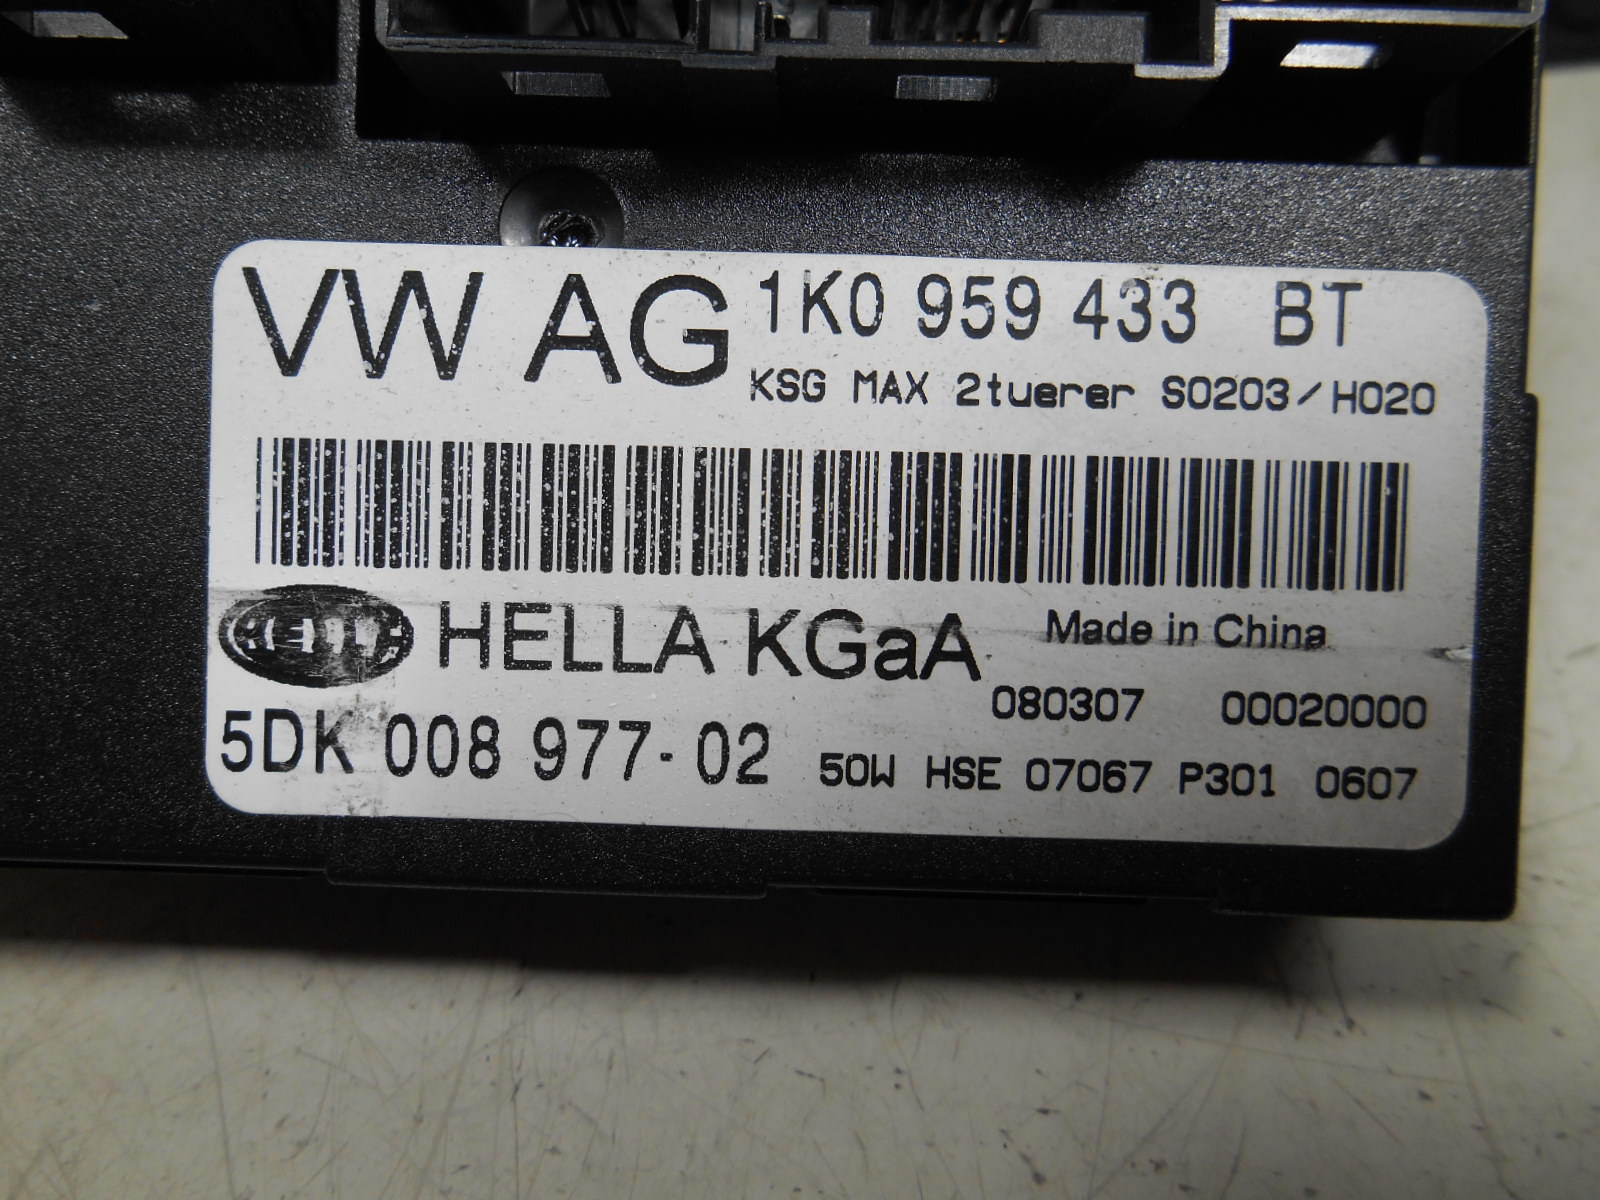 VW AG 1K0 959 433 BT
KSG MAX 2tuerer S0203/H020
HELLA HELLA KGaA Made in China
080307 00020000
5DK 008 977-02 50W HSE 07067 P301 0607